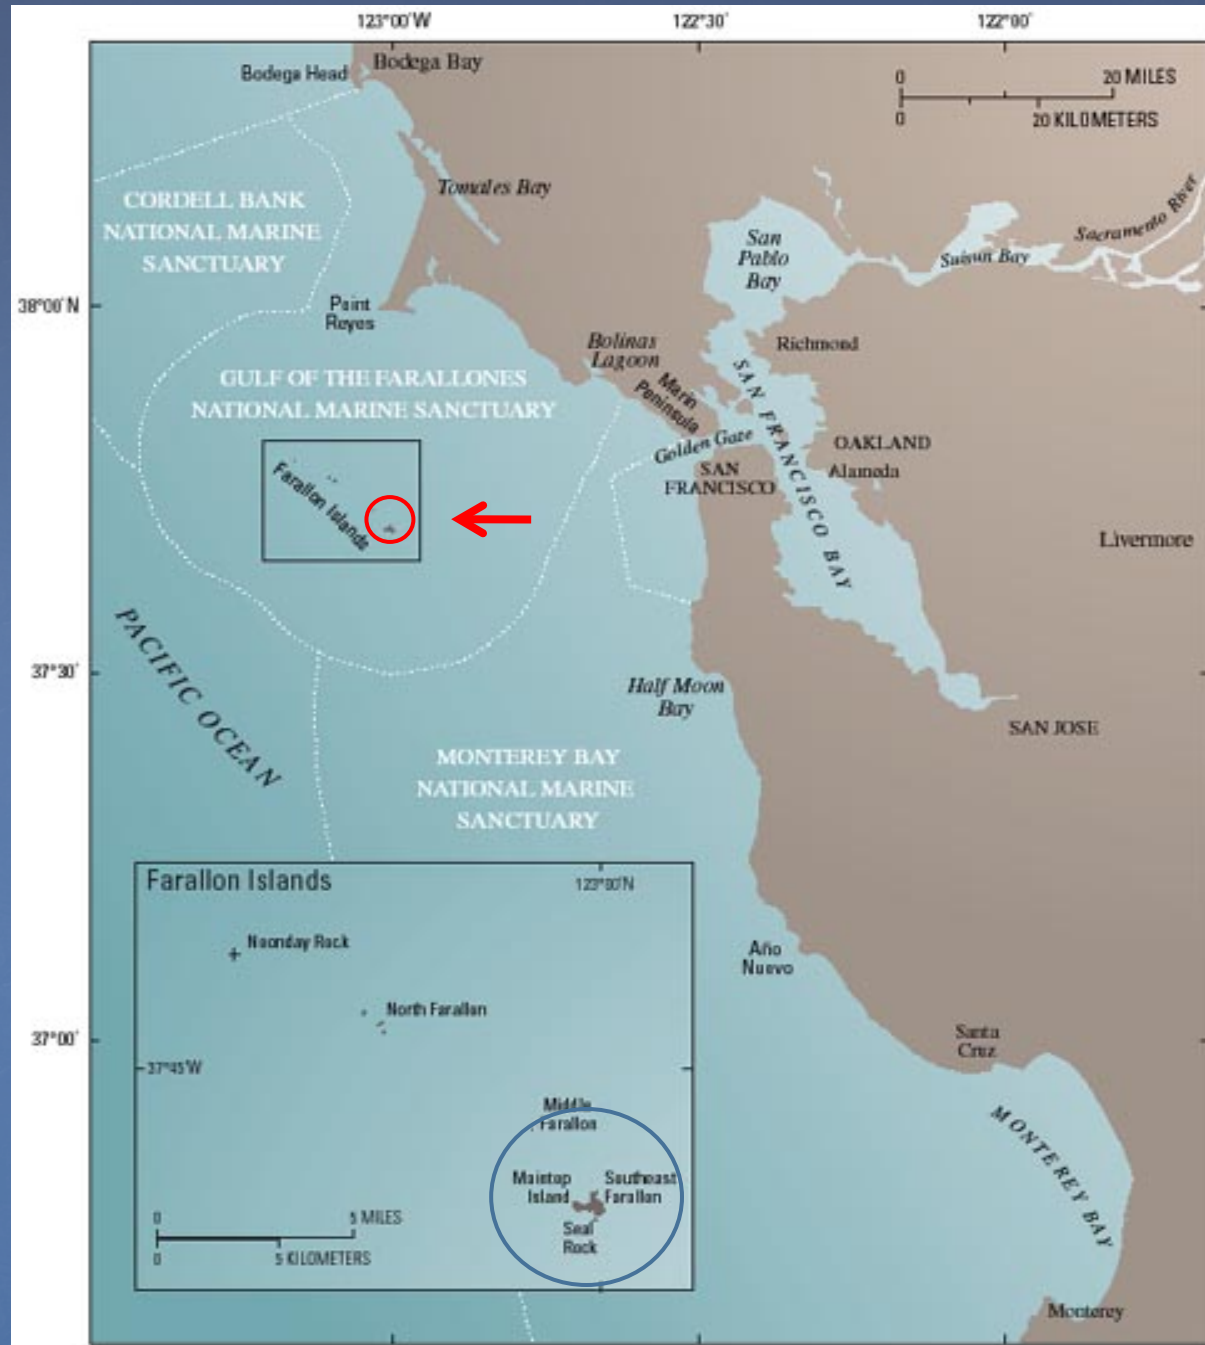 123°00'W
122°30'
122°00'
Bodega Head
Bodega Bay
0 20 MILES
0 20 KILOMETERS
Tomales Bay
CORDELL BANK
NATIONAL MARINE
SANCTUARY
San
Pablo
Bay
Suisun Bay
Sacramento River
38°00'N
Point
Reyes
Bolinas
Lagoon
Richmond
Marin
Peninsula
GULF OF THE FARALLONES
NATIONAL MARINE SANCTUARY
Golden Gate
SAN FRANCISCO BAY
OAKLAND
Alameda
SAN
FRANCISCO
Farallon Islands
Livermore
PACIFIC OCEAN
37°30'
Half Moon
Bay
SAN JOSE
MONTEREY BAY
NATIONAL MARINE
SANCTUARY
Farallon Islands
123°00'N
Noonday Rock
North Farallon
37°45'W
Middle
Farallon
Maintop
Island
Southeast
Farallon
Seal
Rock
0 5 MILES
0 5 KILOMETERS
Año
Nuevo
37°00'
Santa
Cruz
MONTEREY BAY
Monterey